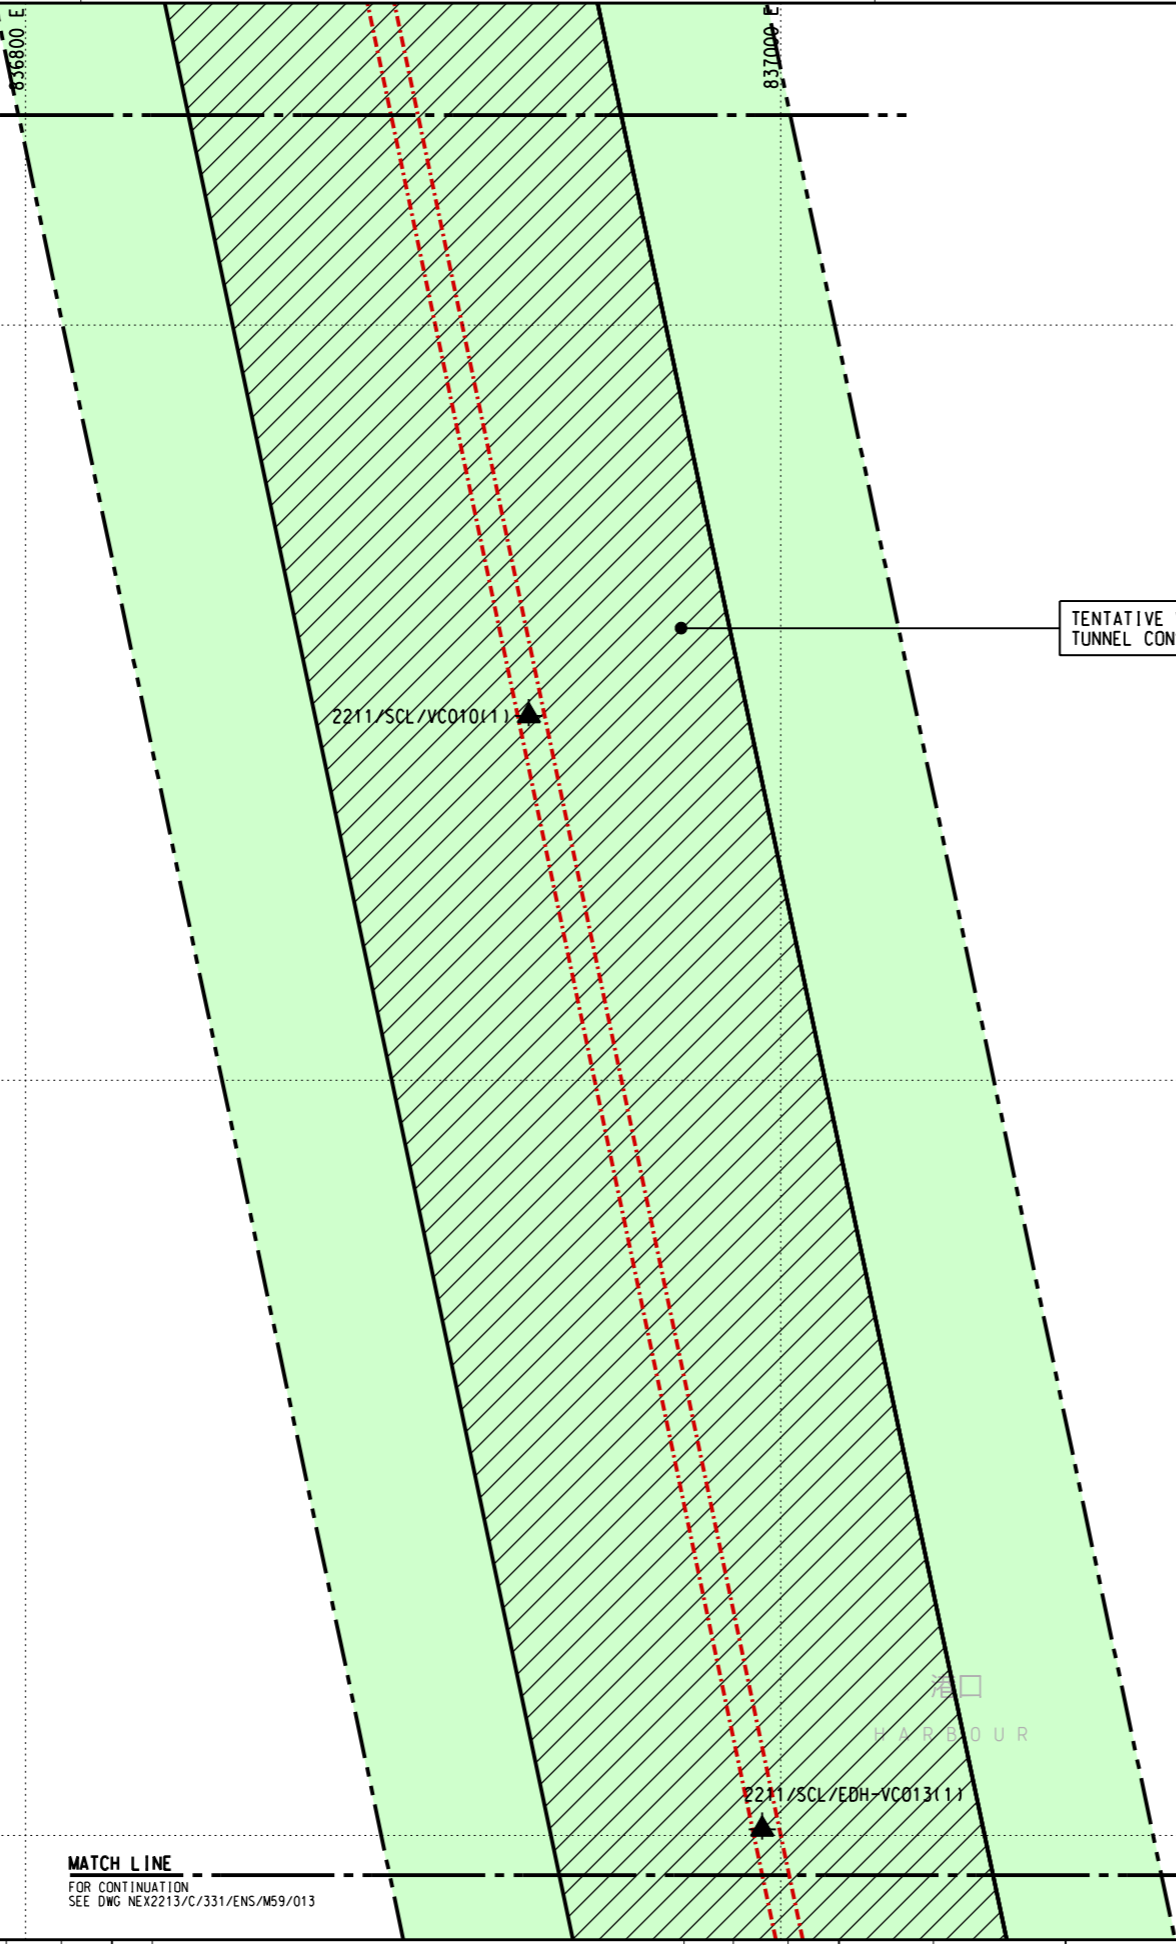 836800 E
837000 E
TENTATIVE
TUNNEL CON
2211/SCL/VC010(1)
港口
HARBOUR
2211/SCL/EDH-VC013(1)
MATCH LINE
FOR CONTINUATION
SEE DWG NEX2213/C/331/ENS/M59/013